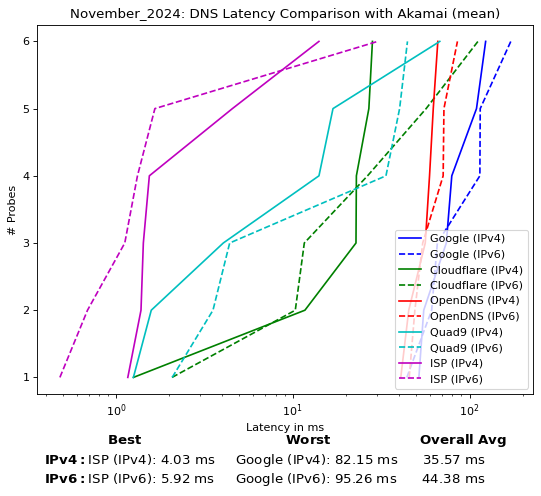 November_2024: DNS Latency Comparison with Akamai (mean)
6
5
4
3
2
1
# Probes
Google (IPv4)
Google (IPv6)
Cloudflare (IPv4)
Cloudflare (IPv6)
OpenDNS (IPv4)
OpenDNS (IPv6)
Quad9 (IPv4)
Quad9 (IPv6)
ISP (IPv4)
ISP (IPv6)
10⁰ 10¹ 10²
Latency in ms
Best Worst Overall Avg
IPv4: ISP (IPv4): 4.03 ms Google (IPv4): 82.15 ms 35.57 ms
IPv6: ISP (IPv6): 5.92 ms Google (IPv6): 95.26 ms 44.38 ms